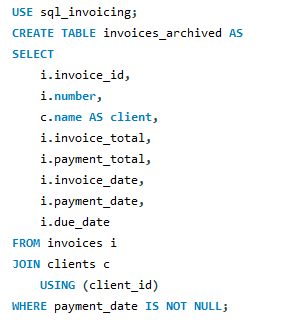 USE sql_invoicing;
CREATE TABLE invoices_archived AS
SELECT
    i.invoice_id,
    i.number,
    c.name AS client,
    i.invoice_total,
    i.payment_total,
    i.invoice_date,
    i.payment_date,
    i.due_date
FROM invoices i
JOIN clients c
    USING (client_id)
WHERE payment_date IS NOT NULL;